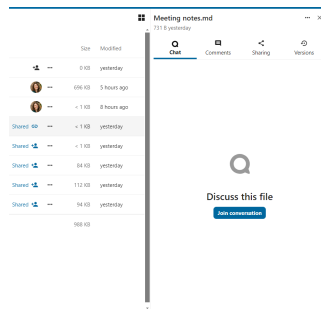 Meeting notes.md
731 B yesterday
Chat
Comments
Sharing
Versions
Size Modified
0 KB yesterday
696 KB 5 hours ago
< 1 KB 8 hours ago
Shared < 1 KB yesterday
Shared < 1 KB yesterday
Shared 84 KB yesterday
Shared 112 KB yesterday
Shared 94 KB yesterday
988 KB
Discuss this file
Join conversation